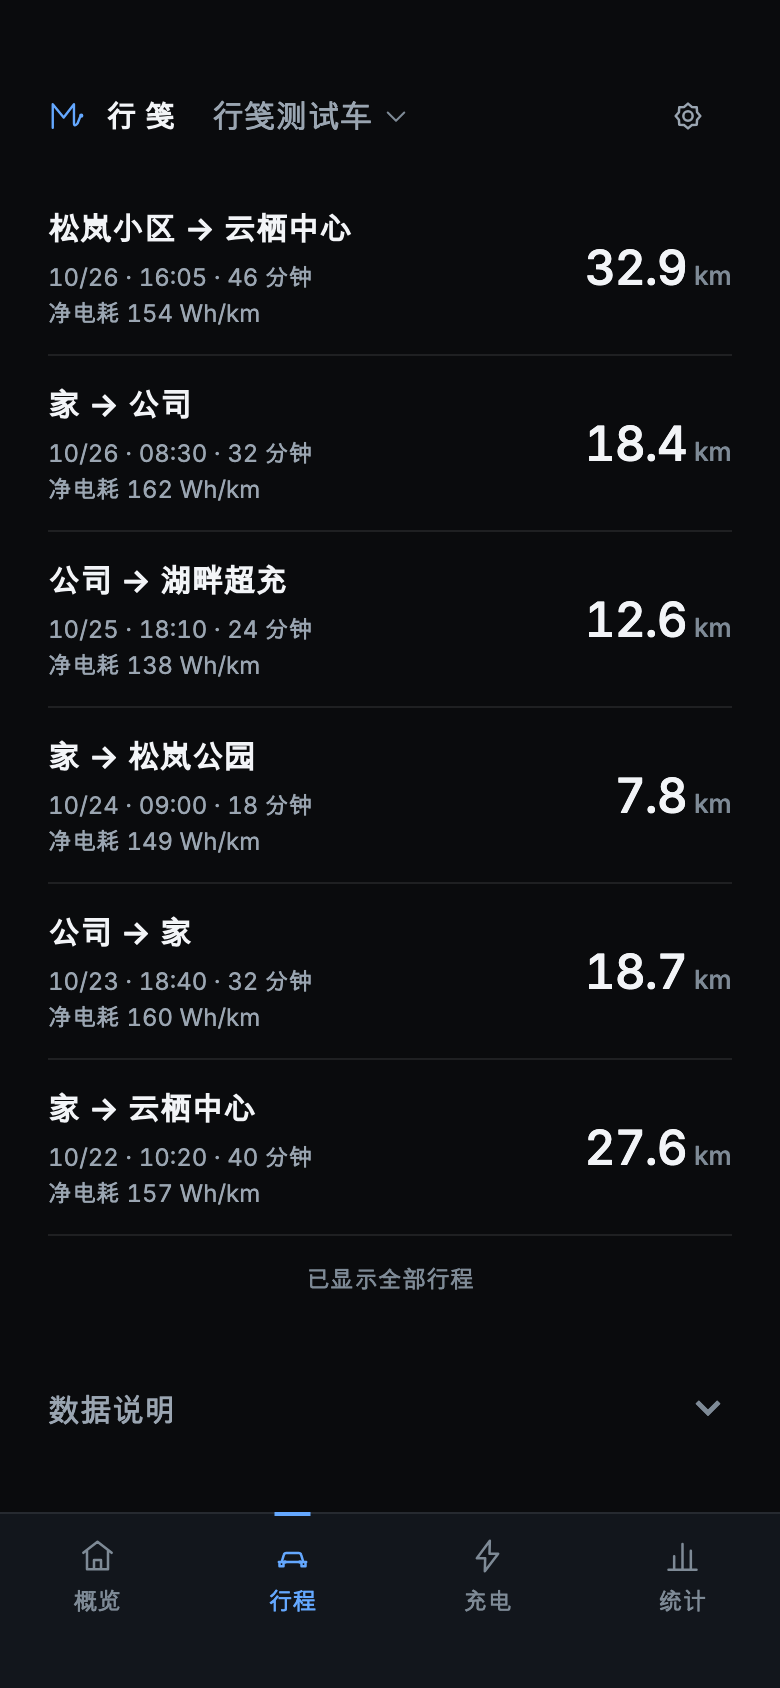 行笺 行笺测试车
松岚小区 → 云栖中心
10/26 · 16:05 · 46 分钟
净电耗 154 Wh/km
32.9 km
家 → 公司
10/26 · 08:30 · 32 分钟
净电耗 162 Wh/km
18.4 km
公司 → 湖畔超充
10/25 · 18:10 · 24 分钟
净电耗 138 Wh/km
12.6 km
家 → 松岚公园
10/24 · 09:00 · 18 分钟
净电耗 149 Wh/km
7.8 km
公司 → 家
10/23 · 18:40 · 32 分钟
净电耗 160 Wh/km
18.7 km
家 → 云栖中心
10/22 · 10:20 · 40 分钟
净电耗 157 Wh/km
27.6 km
已显示全部行程
数据说明
概览 行程 充电 统计